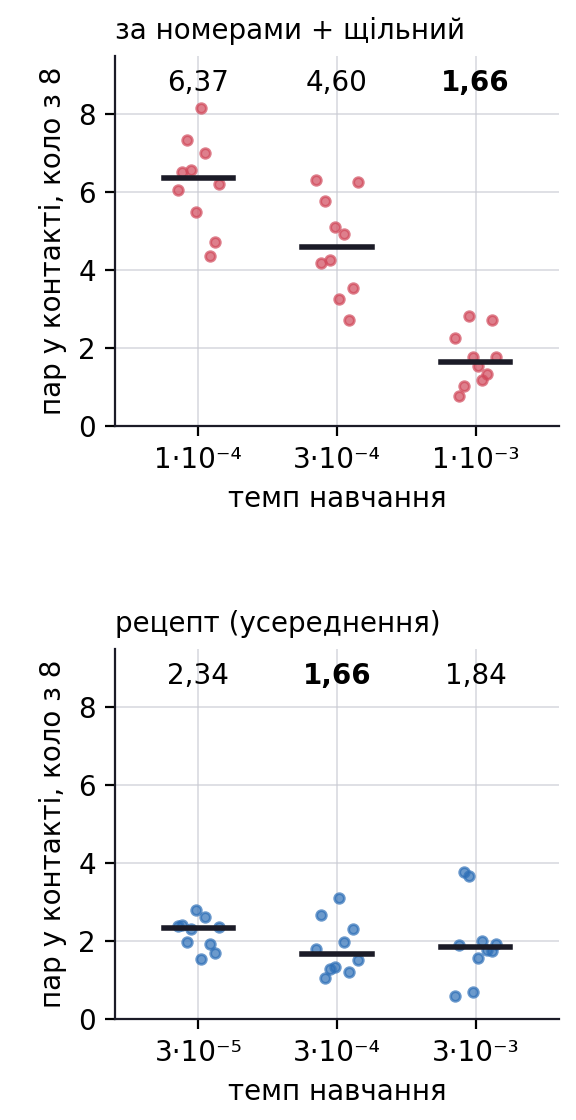 за номерами + щільний
6,37 4,60 1,66
пар у контакті, коло з 8
8
6
4
2
0
1·10⁻⁴ 3·10⁻⁴ 1·10⁻³
темп навчання
рецепт (усереднення)
2,34 1,66 1,84
пар у контакті, коло з 8
8
6
4
2
0
3·10⁻⁵ 3·10⁻⁴ 3·10⁻³
темп навчання